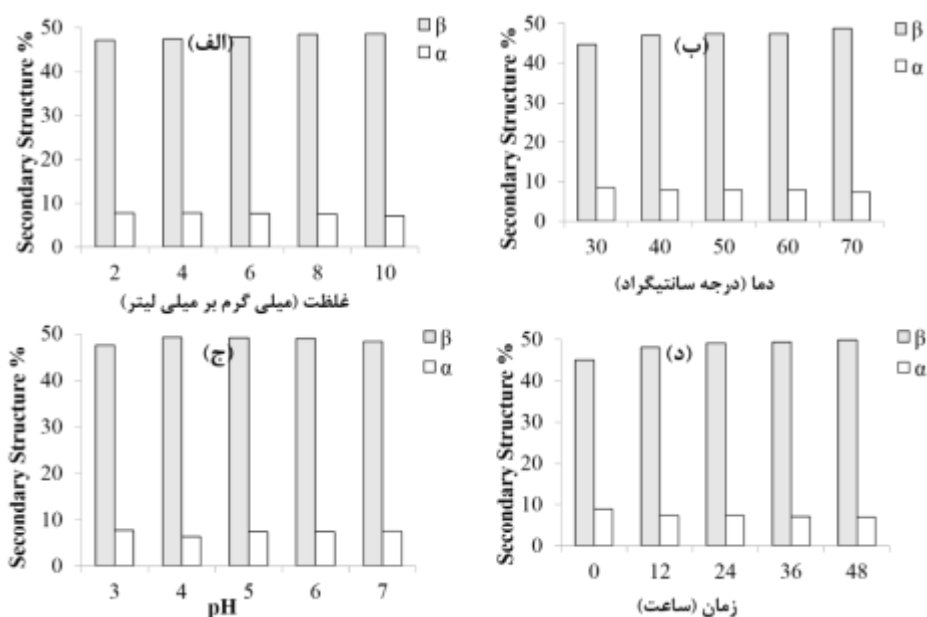 (الف)
Secondary Structure %
50
40
30
20
10
0
2 4 6 8 10
غلظت (میلی گرم بر میلی لیتر)
β
α
(ب)
Secondary Structure %
50
40
30
20
10
0
30 40 50 60 70
دما (درجه سانتیگراد)
β
α
(ج)
Secondary Structure %
50
40
30
20
10
0
3 4 5 6 7
pH
β
α
(د)
Secondary Structure %
50
40
30
20
10
0
0 12 24 36 48
زمان (ساعت)
β
α